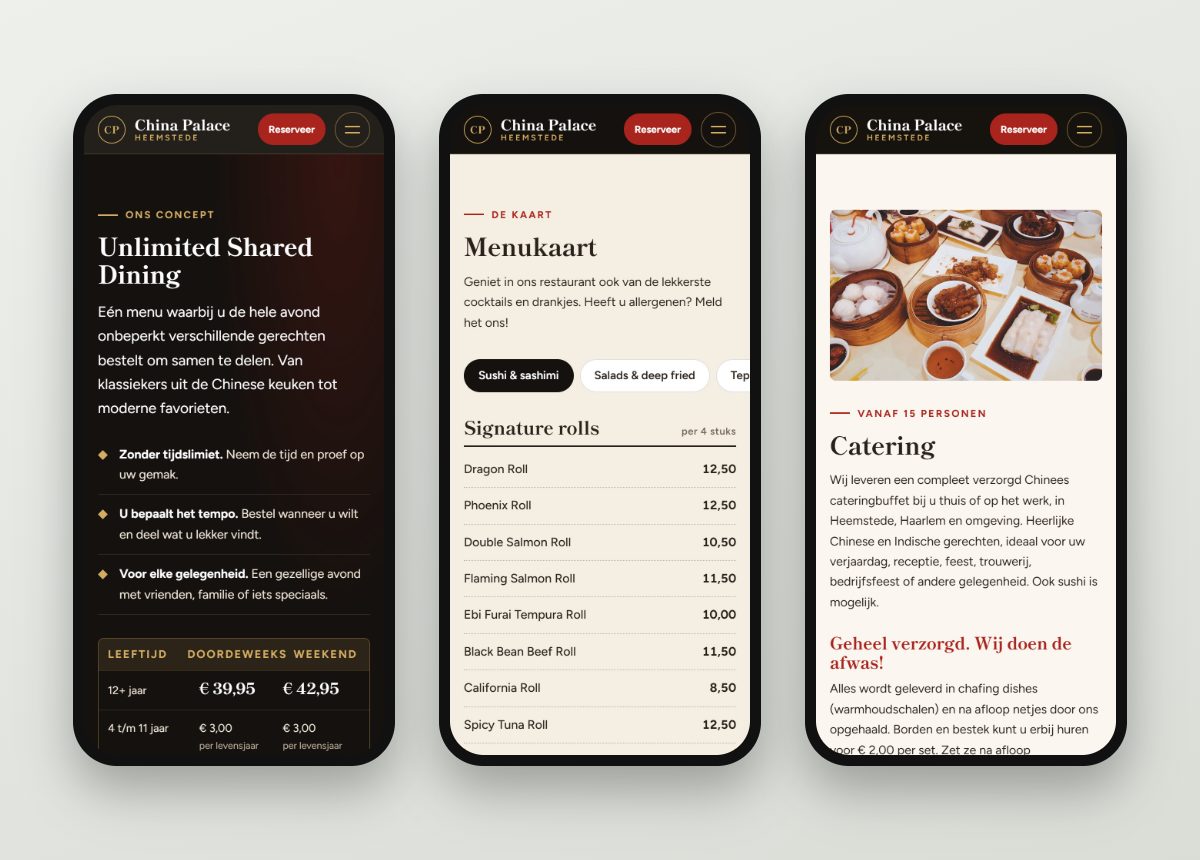 CP
China Palace
HEEMSTEDE
Reserveer
ONS CONCEPT
Unlimited Shared
Dining
Eén menu waarbij u de hele avond
onbeperkt verschillende gerechten
bestelt om samen te delen. Van
klassiekers uit de Chinese keuken tot
moderne favorieten.
Zonder tijdslimiet. Neem de tijd en proef op
uw gemak.
U bepaalt het tempo. Bestel wanneer u wilt
en deel wat u lekker vindt.
Voor elke gelegenheid. Een gezellige avond
met vrienden, familie of iets speciaals.
LEEFTIJD DOORDEWEEKS WEEKEND
12+ jaar € 39,95 € 42,95
4 t/m 11 jaar € 3,00 € 3,00
per levensjaar per levensjaar
CP
China Palace
HEEMSTEDE
Reserveer
DE KAART
Menukaart
Geniet in ons restaurant ook van de lekkerste
cocktails en drankjes. Heeft u allergenen? Meld
het ons!
Sushi & sashimi Salads & deep fried Tep
Signature rolls per 4 stuks
Dragon Roll 12,50
Phoenix Roll 12,50
Double Salmon Roll 10,50
Flaming Salmon Roll 11,50
Ebi Furai Tempura Roll 10,00
Black Bean Beef Roll 11,50
California Roll 8,50
Spicy Tuna Roll 12,50
CP
China Palace
HEEMSTEDE
Reserveer
VANAF 15 PERSONEN
Catering
Wij leveren een compleet verzorgd Chinees
cateringbuffet bij u thuis of op het werk, in
Heemstede, Haarlem en omgeving. Heerlijke
Chinese en Indische gerechten, ideaal voor uw
verjaardag, receptie, feest, trouwerij,
bedrijfsfeest of andere gelegenheid. Ook sushi is
mogelijk.
Geheel verzorgd. Wij doen de
afwas!
Alles wordt geleverd in chafing dishes
(warmhoudschalen) en na afloop netjes door ons
opgehaald. Borden en bestek kunt u erbij huren
voor € 2,00 per set. Zet ze na afloop